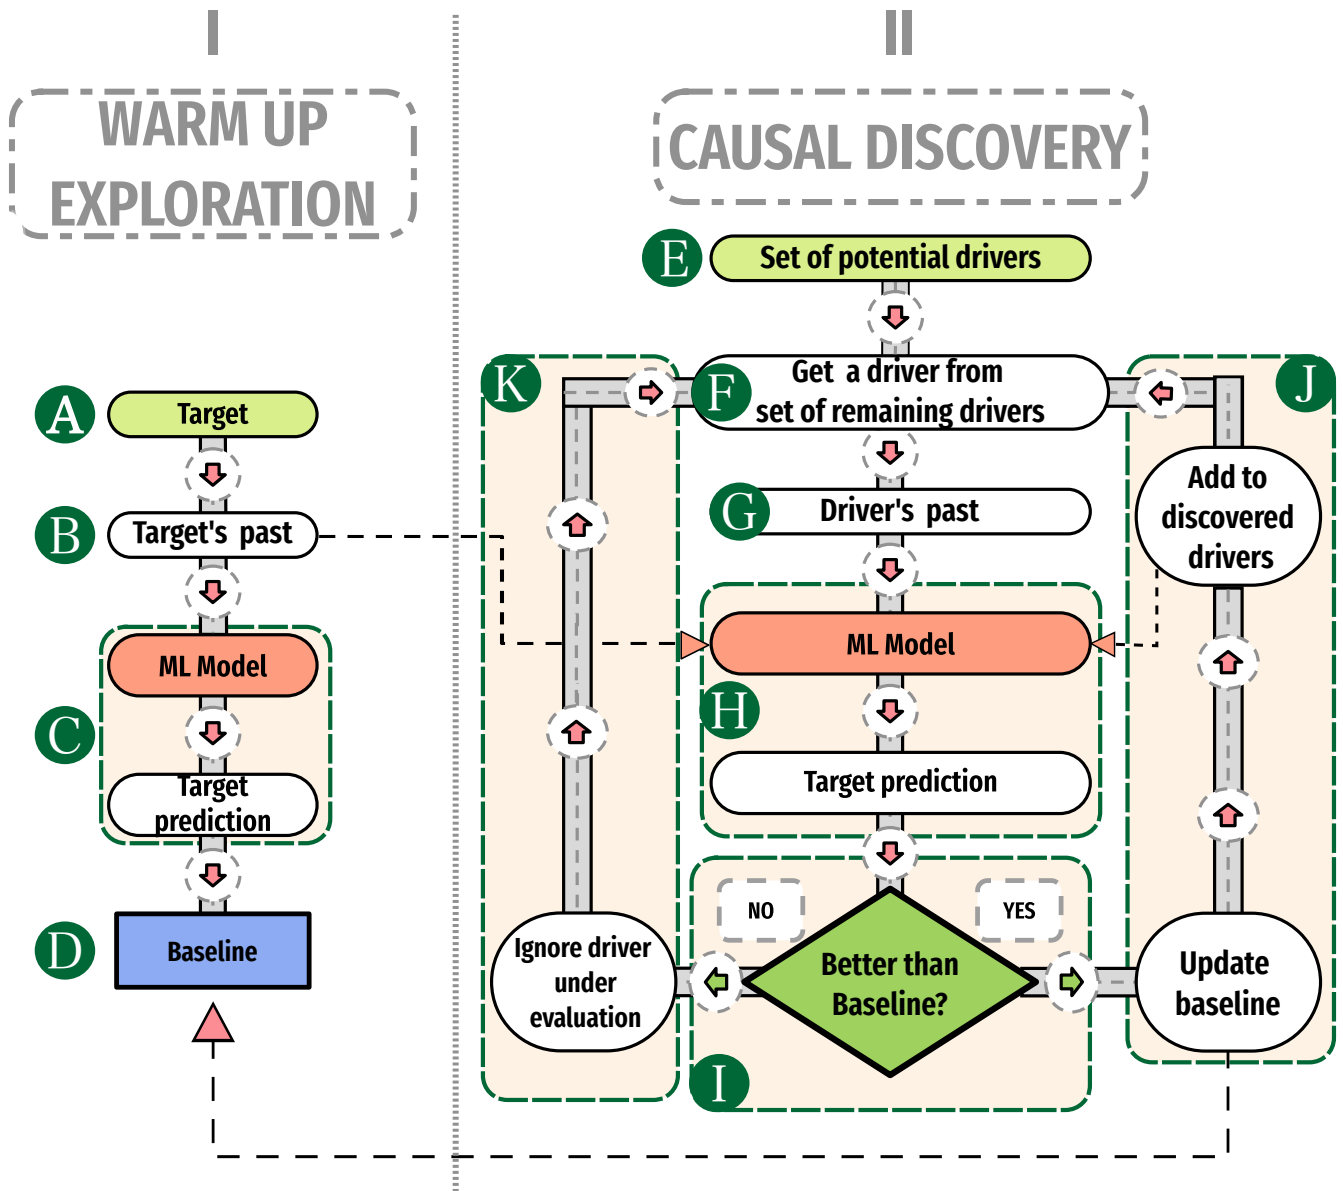 I
WARM UP
EXPLORATION
A
Target
B
Target's past
C
ML Model
Target
prediction
D
Baseline
II
CAUSAL DISCOVERY
E
Set of potential drivers
F
Get a driver from
set of remaining drivers
G
Driver's past
H
ML Model
Target prediction
I
NO
YES
Better than
Baseline?
J
Add to
discovered
drivers
Update
baseline
K
Ignore driver
under
evaluation